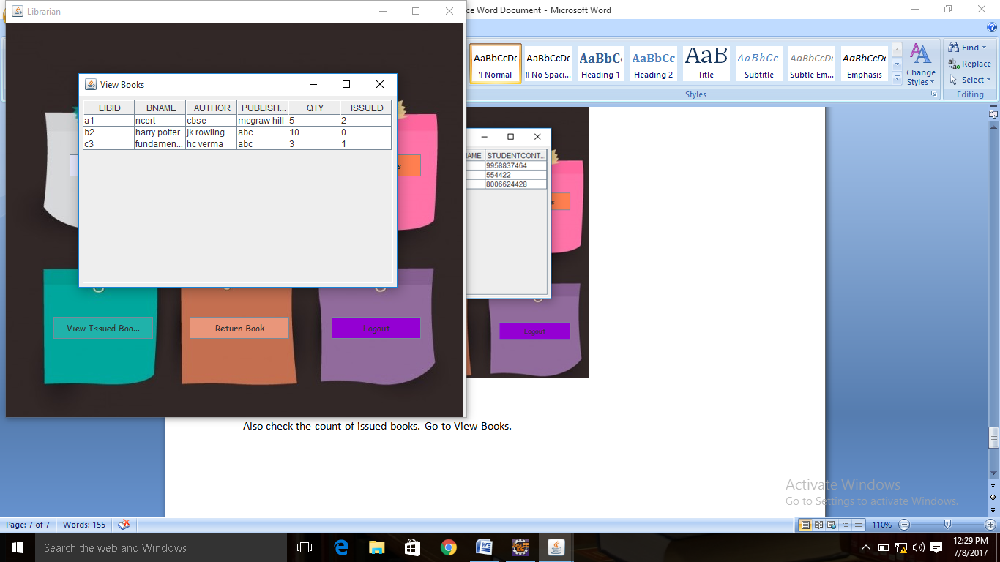 Librarian
ce Word Document - Microsoft Word
AaBbCcDc AaBbCcDc AaBbC AaBbCc AaB AaBbCc. AaBbCcDc AaBbCcDc
¶ Normal ¶ No Spaci... Heading 1 Heading 2 Title Subtitle Subtle Em... Emphasis
Change Styles
Find
Replace
Select
Styles
Editing
View Books
LIBID BNAME AUTHOR PUBLISH... QTY ISSUED
a1 ncert cbse mcgraw hill 5 2
b2 harry potter jk rowling abc 10 0
c3 fundamen... hc verma abc 3 1
s
AME STUDENTCONT...
9958837464
554422
8006624428
s
View Issued Boo...
Return Book
Logout
Logout
Also check the count of issued books. Go to View Books.
Activate Windows
Go to Settings to activate Windows.
Page: 7 of 7 Words: 155
110%
Search the web and Windows
Java EE
IDE
12:29 PM
7/8/2017